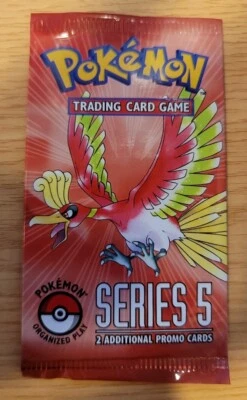 POKéMON
TRADING CARD GAME
POKÉMON
ORGANIZED PLAY
SERIES 5
2 ADDITIONAL PROMO CARDS